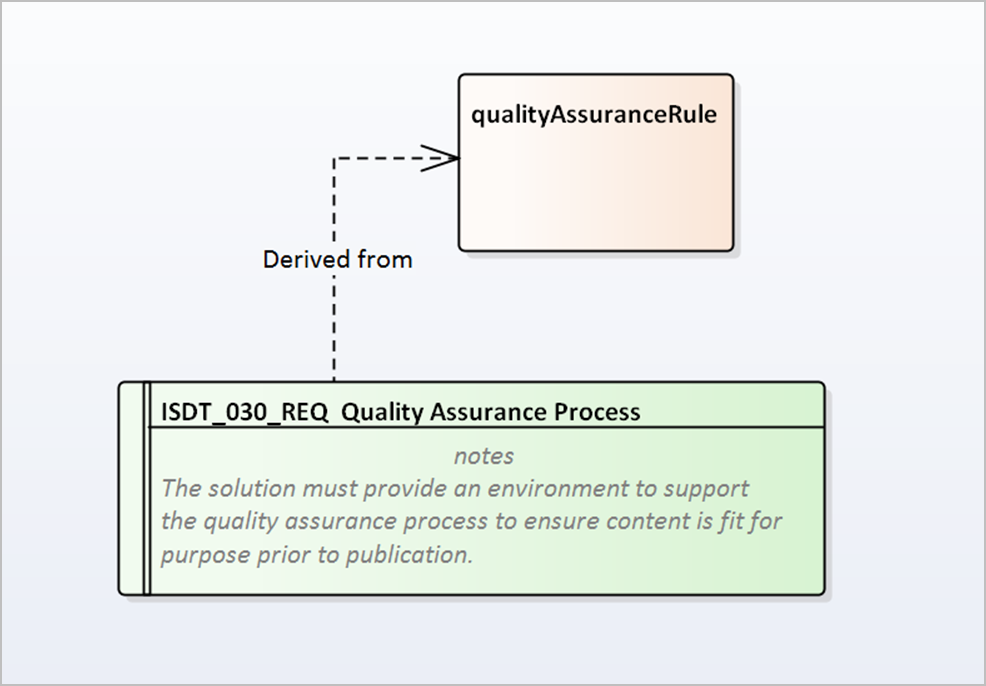 qualityAssuranceRule
Derived from
ISDT_030_REQ  Quality Assurance Process
notes
The solution must provide an environment to support
the quality assurance process to ensure content is fit for
purpose prior to publication.